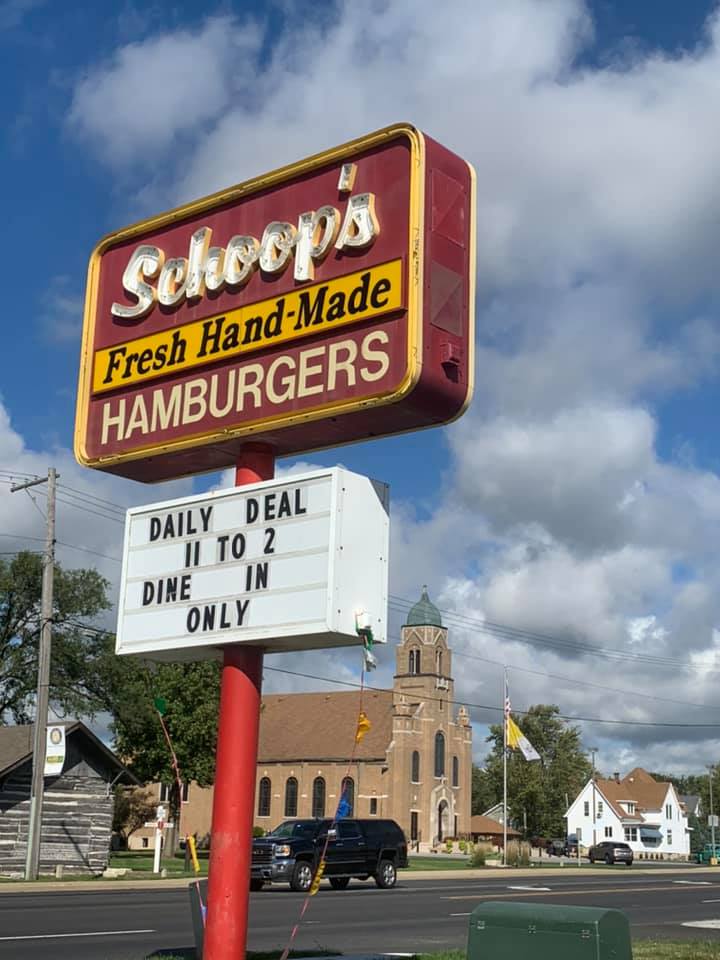 Schoop's
Fresh Hand-Made
HAMBURGERS
DAILY DEAL
11 TO 2
DINE IN
ONLY